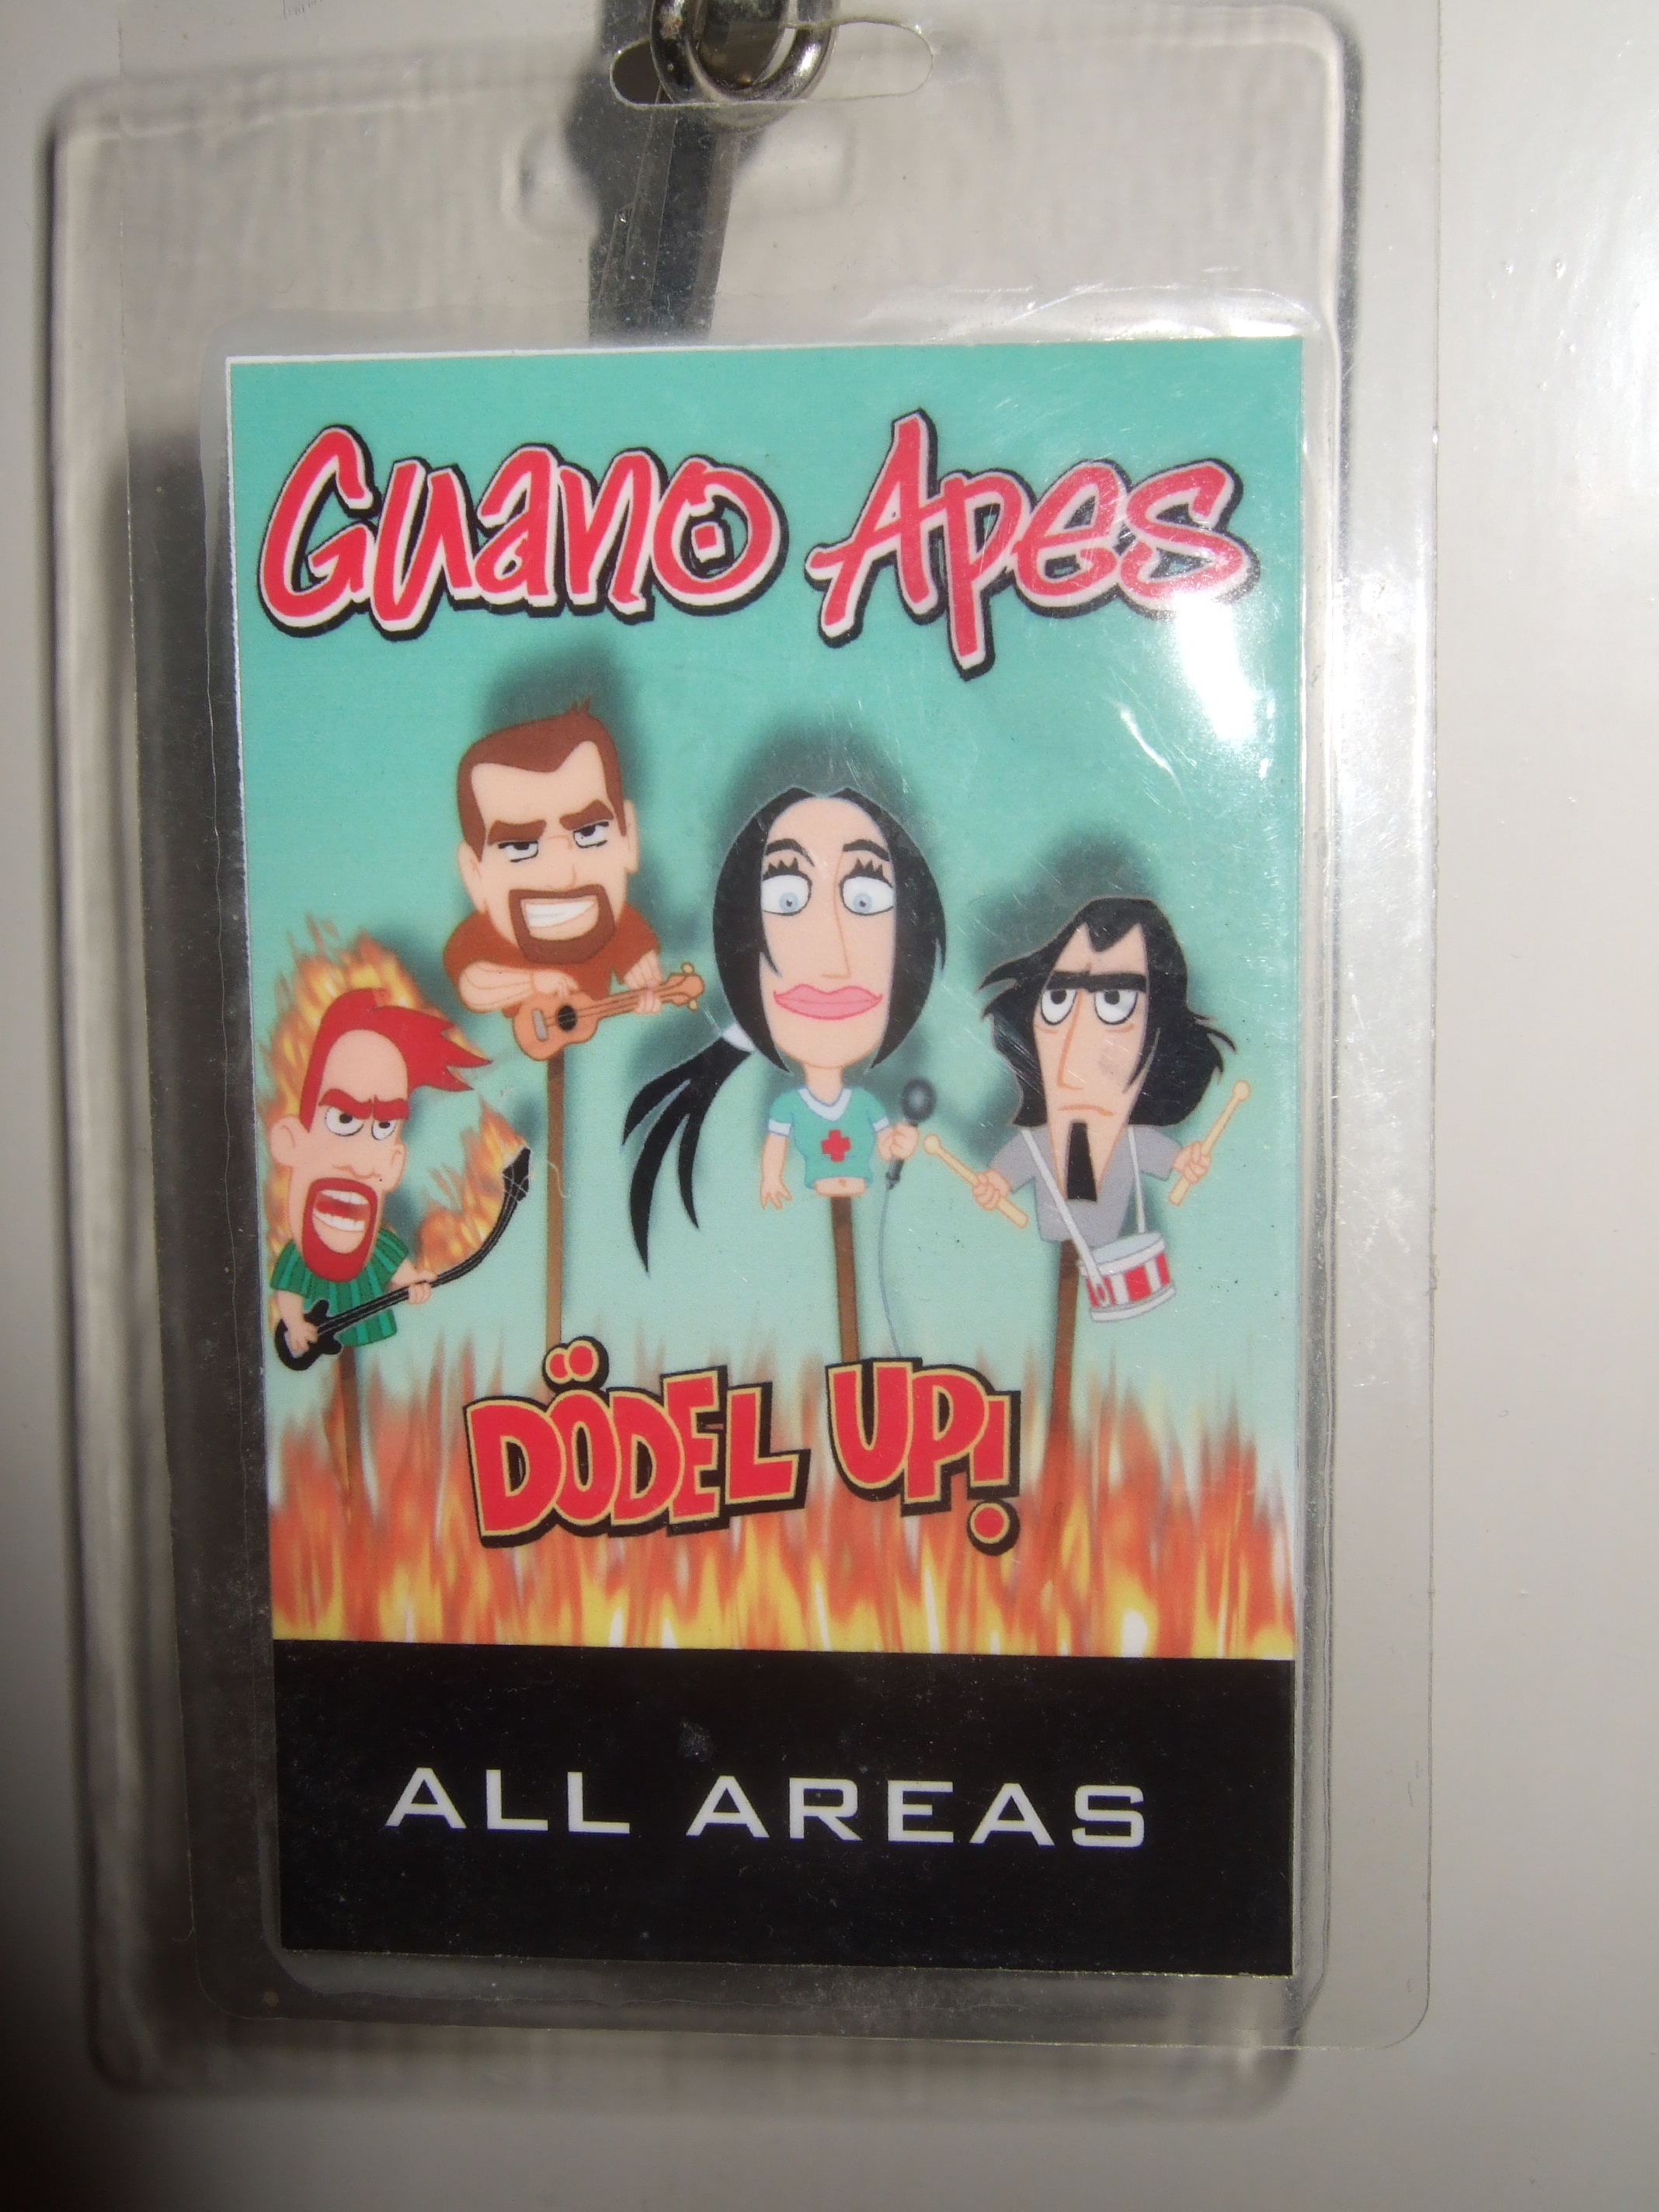 Guano Apes
DÖDEL UP!
ALL AREAS